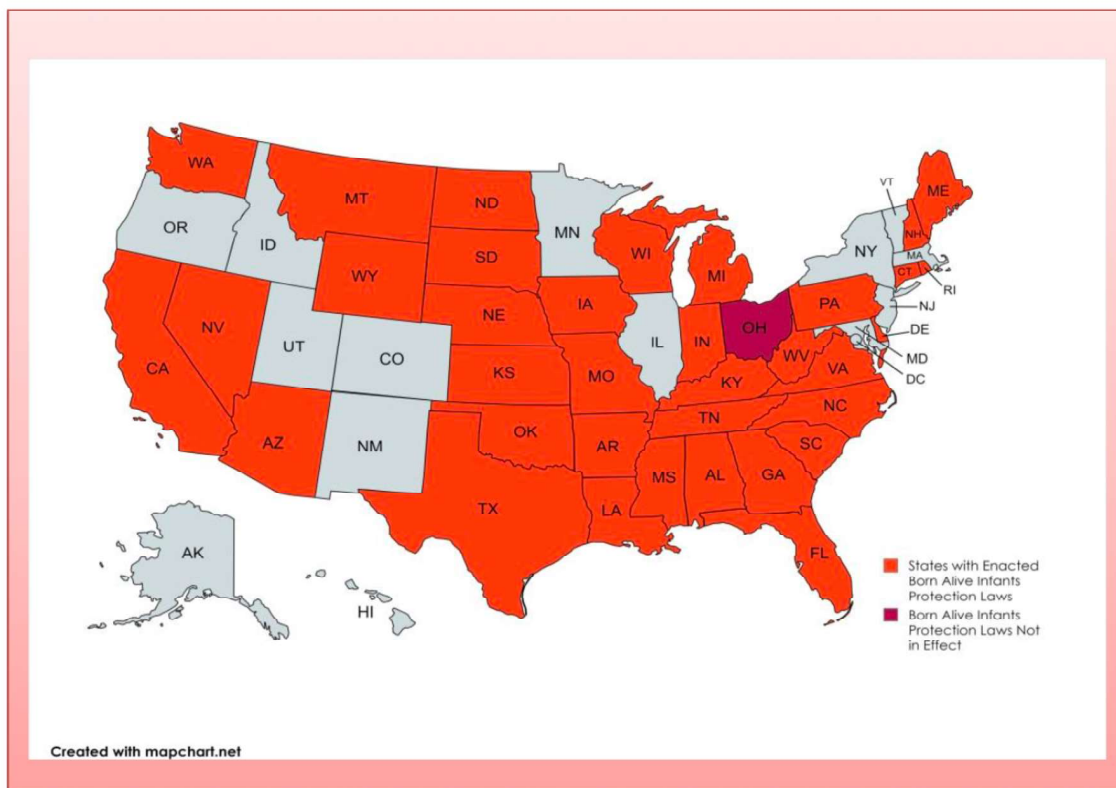 WA
MT
ND
MN
VT
ME
OR
ID
SD
WI
NY
NH
MA
WY
MI
CT
RI
IA
PA
NJ
NE
NV
OH
DE
UT
IL
IN
MD
CO
WV
CA
KS
MO
VA
DC
KY
NC
TN
OK
AZ
NM
AR
SC
MS
AL
GA
TX
LA
AK
FL
HI
States with Enacted
Born Alive Infants
Protection Laws
Born Alive Infants
Protection Laws Not
in Effect
Created with mapchart.net